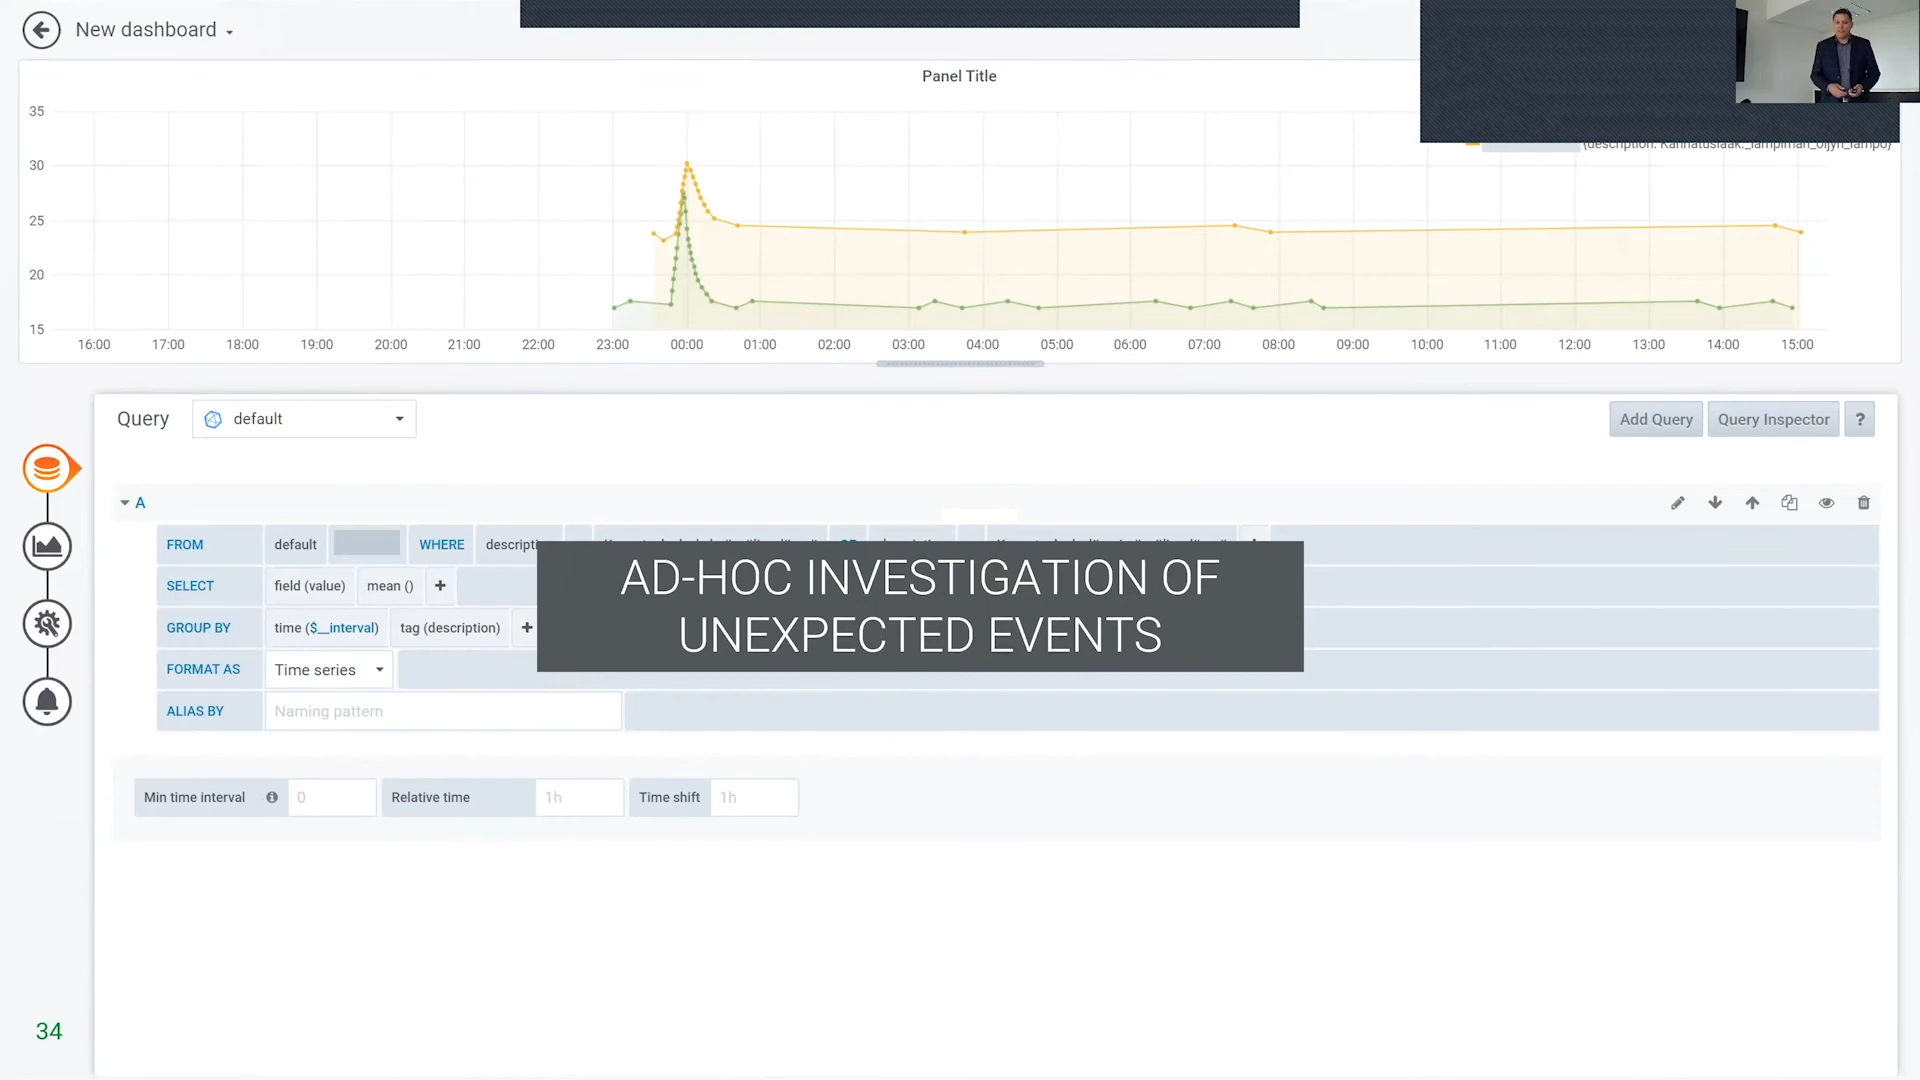 New dashboard
Panel Title
35
30
25
20
15
16:00 17:00 18:00 19:00 20:00 21:00 22:00 23:00 00:00 01:00 02:00 03:00 04:00 05:00 06:00 07:00 08:00 09:00 10:00 11:00 12:00 13:00 14:00 15:00
Query default Add Query Query Inspector ?
A
FROM default WHERE
SELECT field (value) mean () +
GROUP BY time ($__interval) tag (description) +
FORMAT AS Time series
ALIAS BY Naming pattern
AD-HOC INVESTIGATION OF
UNEXPECTED EVENTS
Min time interval 0 Relative time 1h Time shift 1h
34